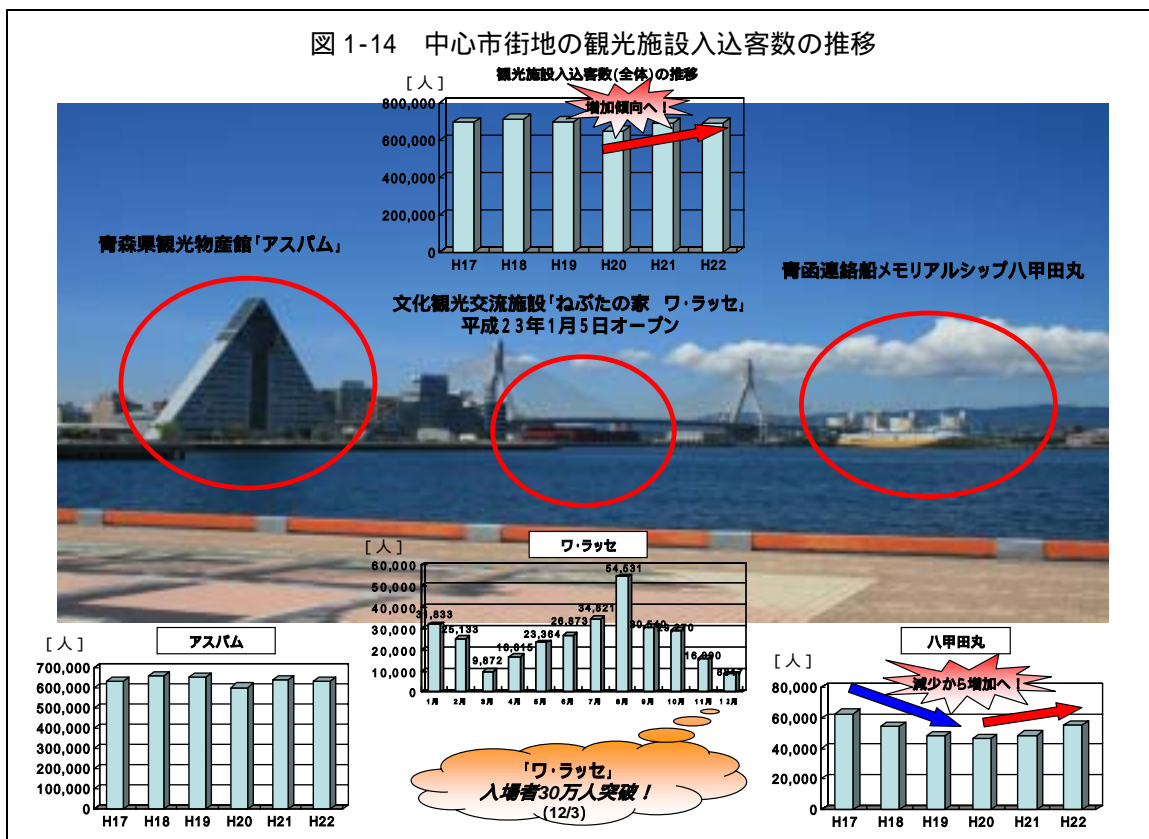 図 1-14　中心市街地の観光施設入込客数の推移
観光施設入込客数(全体)の推移
[人]
増加傾向へ！
800,000
600,000
400,000
200,000
0
H17 H18 H19 H20 H21 H22
青森県観光物産館「アスパム」
文化観光交流施設「ねぶたの家　ワ・ラッセ」
平成23年1月5日オープン
青函連絡船メモリアルシップ八甲田丸
[人]
ワ・ラッセ
60,000
50,000
40,000
30,000
20,000
10,000
0
31,833
25,133
9,872
16,615
23,364
26,873
34,821
54,531
30,540
1月 2月 3月 4月 5月 6月 7月 8月 9月 10月 11月 12月
「ワ・ラッセ」
入場者30万人突破！
(12/3)
[人]
アスパム
700,000
600,000
500,000
400,000
300,000
200,000
100,000
0
H17 H18 H19 H20 H21 H22
[人]
八甲田丸
減少から増加へ！
80,000
60,000
40,000
20,000
0
H17 H18 H19 H20 H21 H22